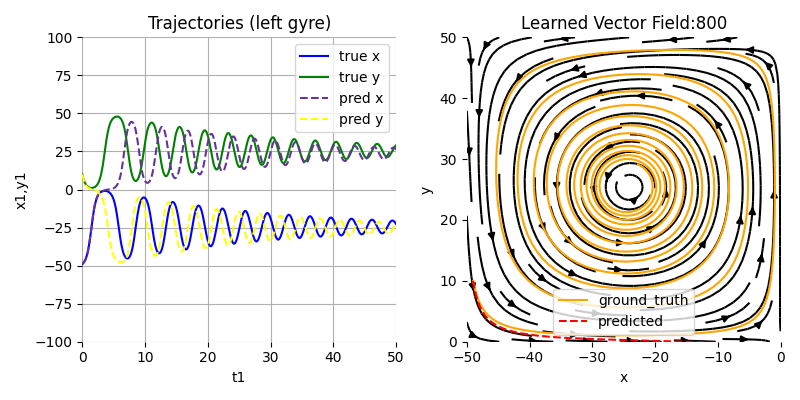 Trajectories (left gyre)
100
75
50
25
0
−25
−50
−75
−100
x1,y1
0
10
20
30
40
50
t1
true x
true y
pred x
pred y
Learned Vector Field:800
50
40
30
20
10
0
y
−50
−40
−30
−20
−10
0
x
ground_truth
predicted